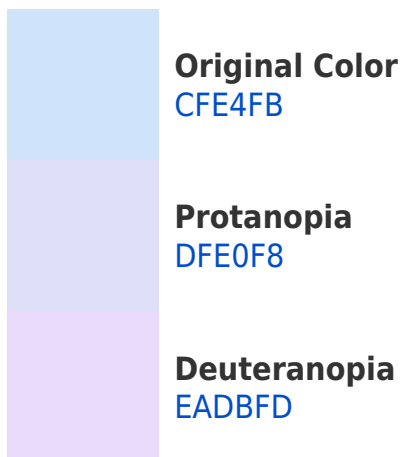 Original Color
CFE4FB
Protanopia
DFE0F8
Deuteranopia
EADBFD